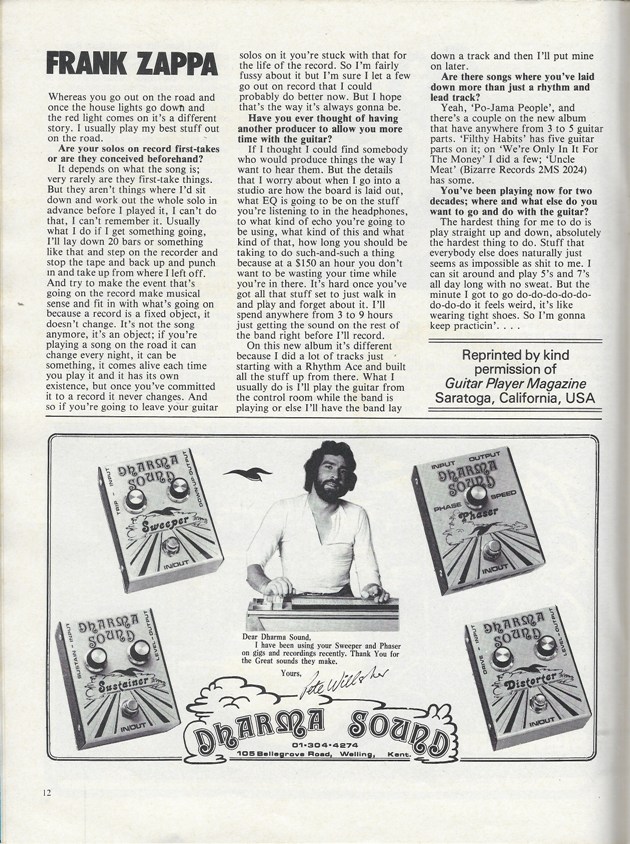 FRANK ZAPPA
Whereas you go out on the road and
once the house lights go down and
the red light comes on it's a different
story. I usually play my best stuff out
on the road.
Are your solos on record first-takes
or are they conceived beforehand?
It depends on what the song is;
very rarely are they first-take things.
But they aren't things where I'd sit
down and work out the whole solo in
advance before I played it, I can't do
that, I can't remember it. Usually
what I do if I get something going,
I'll lay down 20 bars or something
like that and step on the recorder and
stop the tape and back up and punch
in and take up from where I left off.
And try to make the event that's
going on the record make musical
sense and fit in with what's going on
because a record is a fixed object, it
doesn't change. It's not the song
anymore, it's an object; if you're
playing a song on the road it can
change every night, it can be
something, it comes alive each time
you play it and it has its own
existence, but once you've committed
it to a record it never changes. And
so if you're going to leave your guitar
solos on it you're stuck with that for
the life of the record. So I'm fairly
fussy about it but I'm sure I let a few
go out on record that I could
probably do better now. But I hope
that's the way it's always gonna be.
Have you ever thought of having
another producer to allow you more
time with the guitar?
If I thought I could find somebody
who would produce things the way I
want to hear them. But the details
that I worry about when I go into a
studio are how the board is laid out,
what EQ is going to be on the stuff
you're listening to in the headphones,
to what kind of echo you're going to
be using, what kind of this and what
kind of that, how long you should be
taking to do such-and-such a thing
because at a $150 an hour you don't
want to be wasting your time while
you're in there. It's hard once you've
got all that stuff set to just walk in
and play and forget about it. I'll
spend anywhere from 3 to 9 hours
just getting the sound on the rest of
the band right before I'll record.
On this new album it's different
because I did a lot of tracks just
starting with a Rhythm Ace and built
all the stuff up from there. What I
usually do is I'll play the guitar from
the control room while the band is
playing or else I'll have the band lay
down a track and then I'll put mine
on later.
Are there songs where you've laid
down more than just a rhythm and
lead track?
Yeah, 'Po-Jama People', and
there's a couple on the new album
that have anywhere from 3 to 5 guitar
parts. 'Filthy Habits' has five guitar
parts on it; on 'We're Only In It For
The Money' I did a few; 'Uncle
Meat' (Bizarre Records 2MS 2024)
has some.
You've been playing now for two
decades; where and what else do you
want to go and do with the guitar?
The hardest thing for me to do is
play straight up and down, absolutely
the hardest thing to do. Stuff that
everybody else does naturally just
seems as impossible as shit to me. I
can sit around and play 5's and 7's
all day long with no sweat. But the
minute I got to go do-do-do-do-do-
do-do-do it feels weird, it's like
wearing tight shoes. So I'm gonna
keep practicin'. . . .
Reprinted by kind
permission of
Guitar Player Magazine
Saratoga, California, USA
DHARMA
SOUND
Sweeper
IN/OUT
INPUT OUTPUT
DHARMA
SOUND
PHASE SPEED
Phaser
IN/OUT
SUSTAIN - INPUT
LEVEL-OUTPUT
DHARMA
SOUND
Sustainer
IN/OUT
DRIVE - INPUT
LEVEL-OUTPUT
DHARMA
SOUND
Distorter
IN/OUT
Dear Dharma Sound,
I have been using your Sweeper and Phaser
on gigs and recordings recently. Thank You for
the Great sounds they make.
Yours,
Pete Willsher
DHARMA SOUND
01-304-4274
105 Bellegrove Road, Welling, Kent.
12